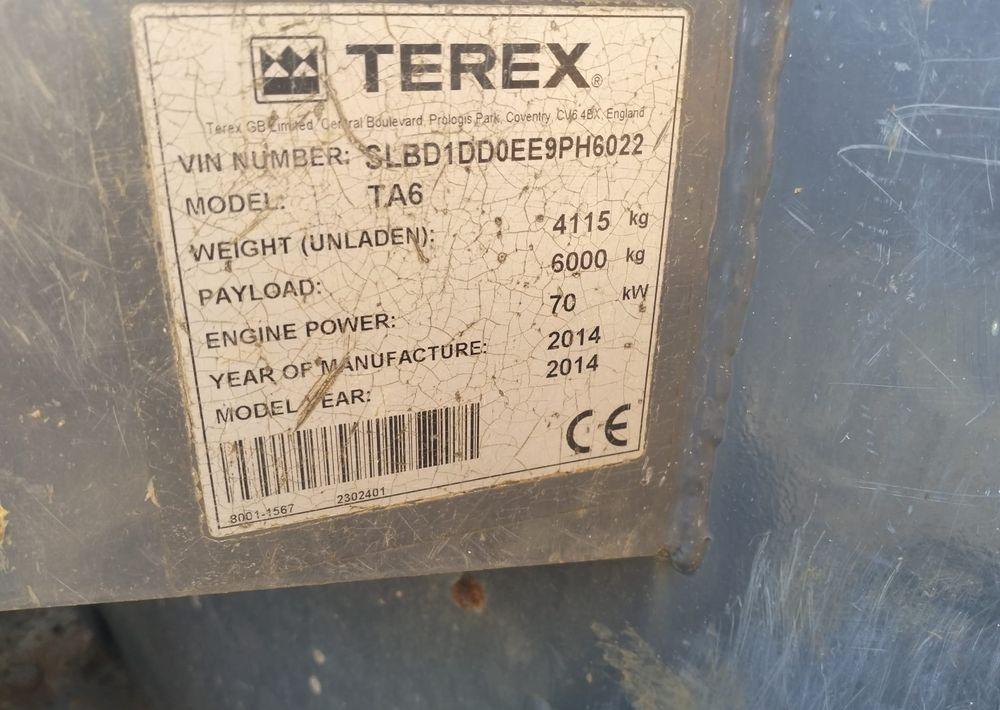 TEREX®
Terex GB Limited, Central Boulevard, Prologis Park, Coventry, CV6 4BX, England
VIN NUMBER: SLBD1DD0EE9PH6022
MODEL: TA6
WEIGHT (UNLADEN): 4115 kg
PAYLOAD: 6000 kg
ENGINE POWER: 70 kW
YEAR OF MANUFACTURE: 2014
MODEL YEAR: 2014
CE
8001-1567 2302401